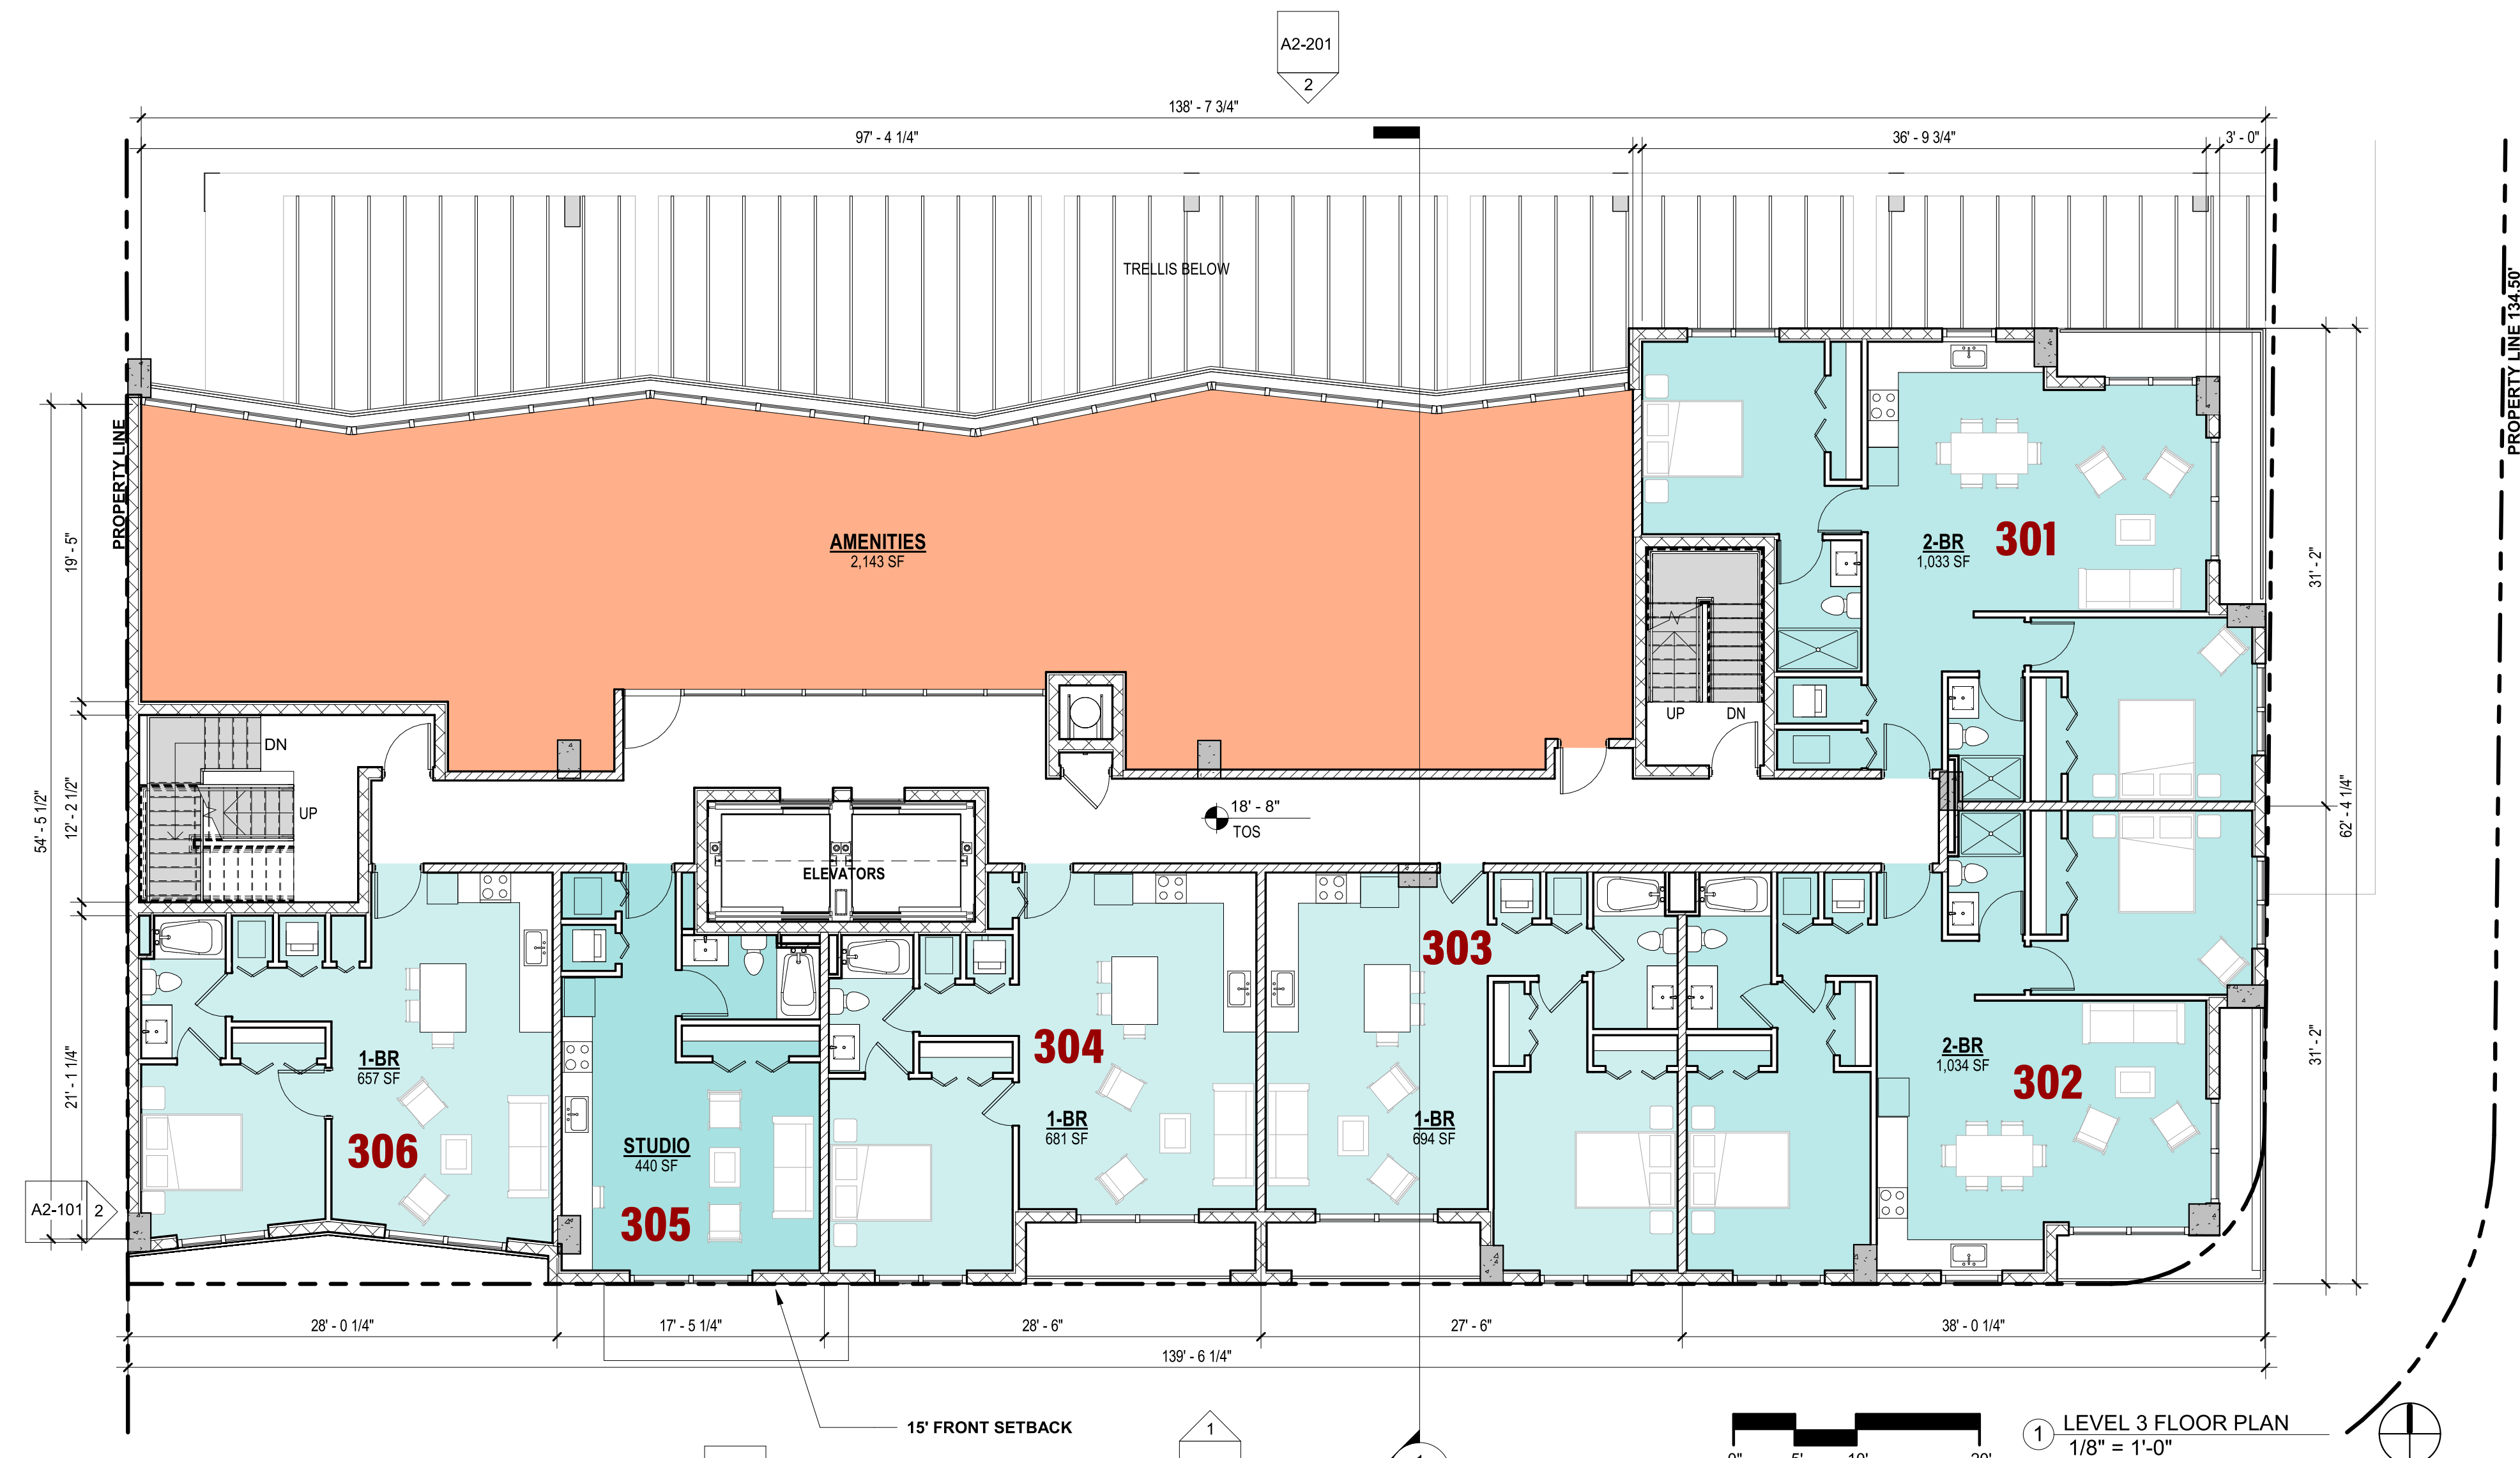 A2-201
2
138' - 7 3/4"
97' - 4 1/4"
36' - 9 3/4"
3' - 0"
TRELLIS BELOW
PROPERTY LINE 134.50'
PROPERTY LINE
54' - 5 1/2"
19' - 5"
12' - 2 1/2"
21' - 1 1/4"
AMENITIES
2,143 SF
2-BR
1,033 SF
301
31' - 2"
62' - 4 1/4"
31' - 2"
UP
DN
DN
UP
18' - 8"
TOS
ELEVATORS
303
304
1-BR
657 SF
306
STUDIO
440 SF
305
1-BR
681 SF
1-BR
694 SF
2-BR
1,034 SF
302
A2-101
2
28' - 0 1/4"
17' - 5 1/4"
28' - 6"
27' - 6"
38' - 0 1/4"
139' - 6 1/4"
15' FRONT SETBACK
1
1
LEVEL 3 FLOOR PLAN
1/8" = 1'-0"